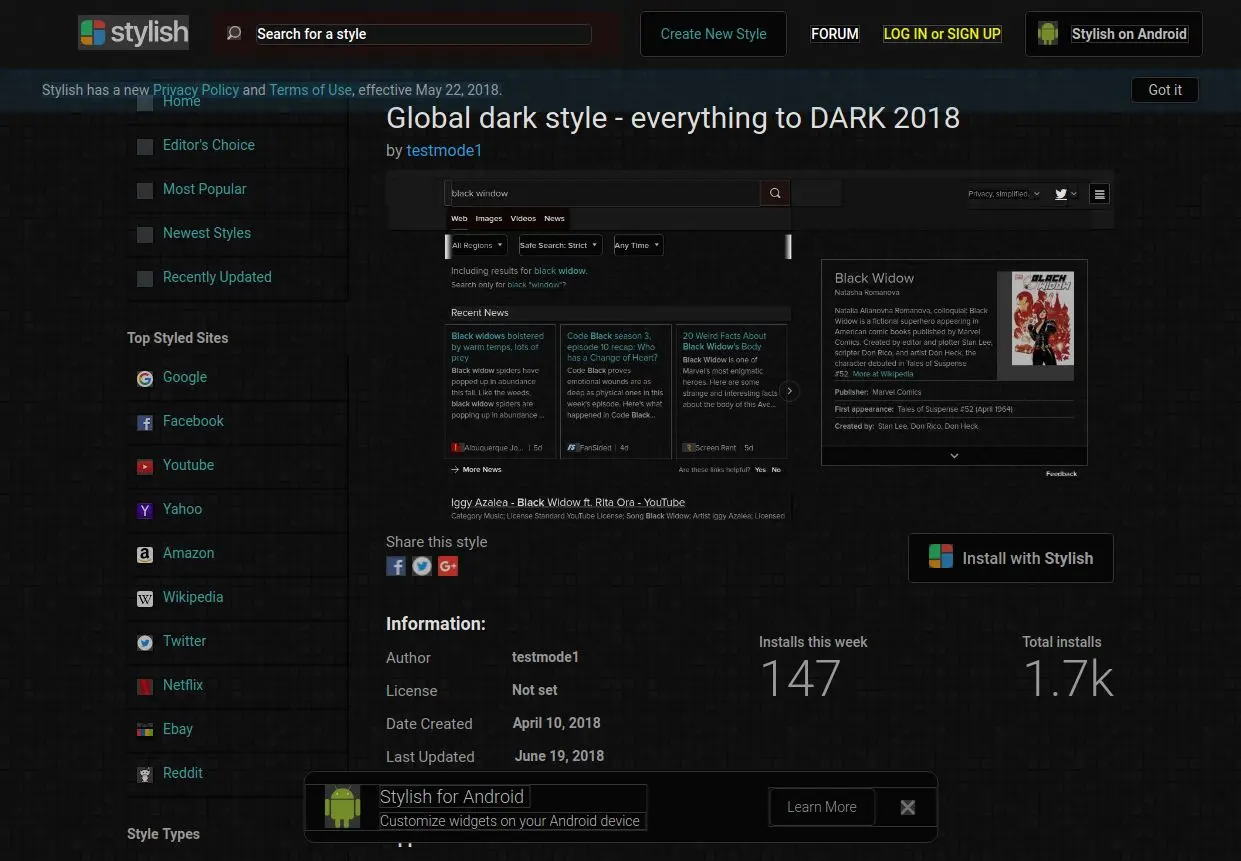 stylish
Search for a style
Create New Style
FORUM
LOG IN or SIGN UP
Stylish on Android
Stylish has a new Privacy Policy and Terms of Use, effective May 22, 2018.
Got it
Home
Editor's Choice
Most Popular
Newest Styles
Recently Updated
Top Styled Sites
Google
Facebook
Youtube
Yahoo
Amazon
Wikipedia
Twitter
Netflix
Ebay
Reddit
Style Types
Global dark style - everything to DARK 2018
by testmode1
black window
Privacy, simplified.
Web Images Videos News
All Regions Safe Search: Strict Any Time
Including results for black widow.
Search only for black "window"?
Recent News
Black widows bolstered
by warm temps, lots of
prey
Black widow spiders have
popped up in abundance
this fall. Like the weeds,
black widow spiders are
popping up in abundance ...
Albuquerque Jo... | 5d
Code Black season 3,
episode 10 recap: Who
has a Change of Heart?
Code Black proves
emotional wounds are as
deep as physical ones in this
week's episode. Here's what
happened in Code Black...
FS FanSided | 4d
20 Weird Facts About
Black Widow's Body
Black Widow is one of
Marvel's most enigmatic
heroes. Here are some
strange and interesting facts
about the body of this Ave...
Screen Rant | 5d
More News
Are these links helpful? Yes No
Iggy Azalea - Black Widow ft. Rita Ora - YouTube
Category Music; License Standard YouTube License; Song Black Widow; Artist Iggy Azalea; Licensed
Black Widow
Natasha Romanova
Natalia Alianovna Romanova, colloquial: Black
Widow is a fictional superhero appearing in
American comic books published by Marvel
Comics. Created by editor and plotter Stan Lee,
scripter Don Rico, and artist Don Heck, the
character debuted in Tales of Suspense
#52. More at Wikipedia
BLACK
WIDOW
Publisher: Marvel Comics
First appearance: Tales of Suspense #52 (April 1964)
Created by: Stan Lee, Don Rico, Don Heck
Feedback
Share this style
Install with Stylish
Information:
Author testmode1
License Not set
Date Created April 10, 2018
Last Updated June 19, 2018
Installs this week
147
Total installs
1.7k
Stylish for Android
Customize widgets on your Android device
Learn More